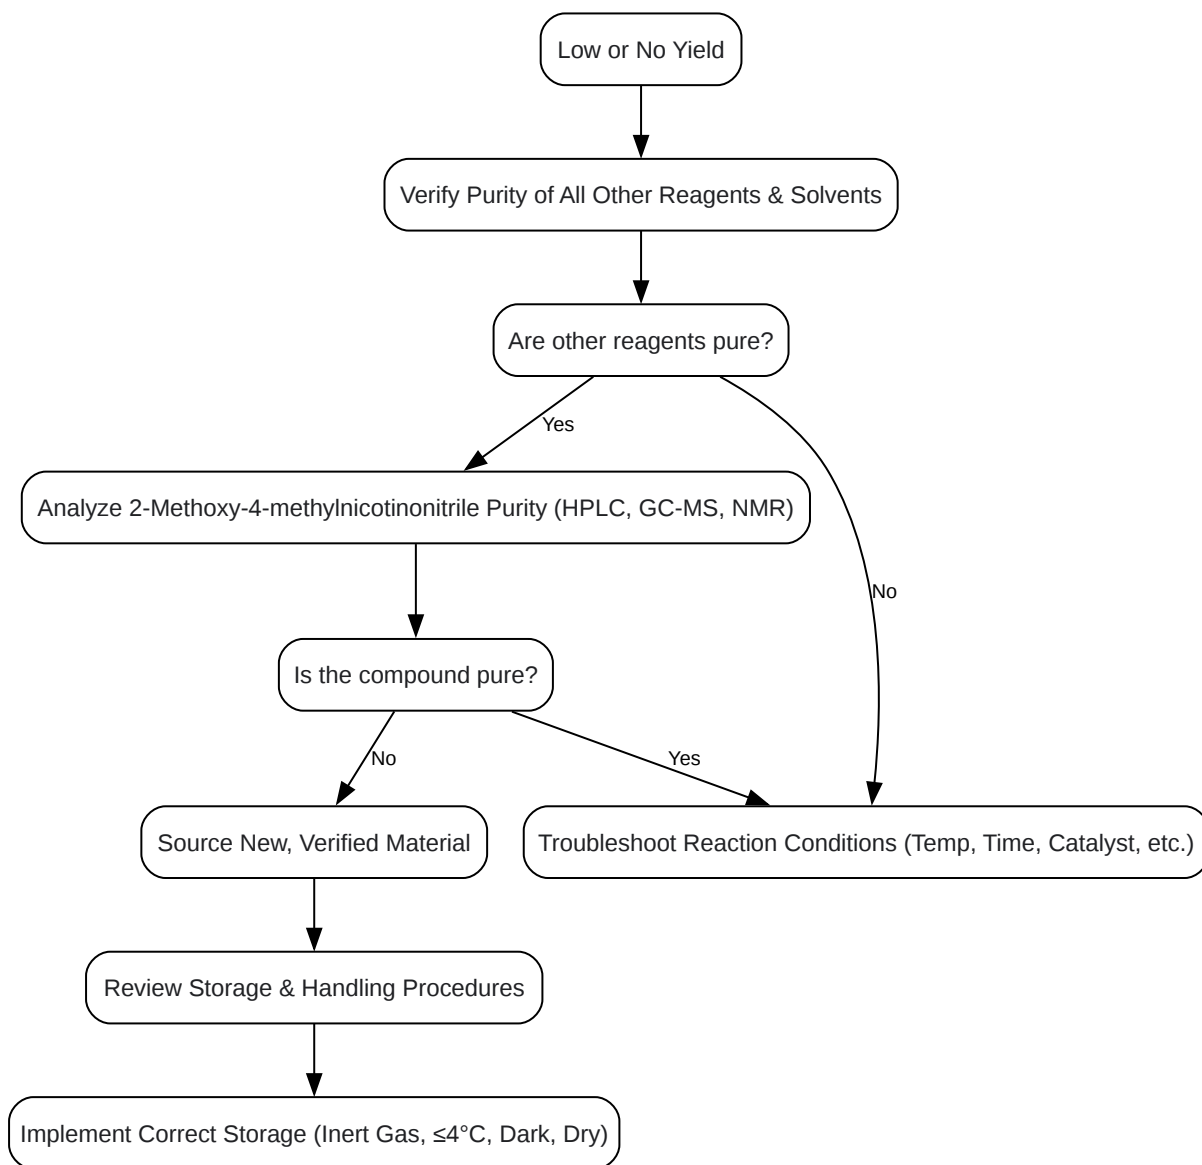 Low or No Yield
Verify Purity of All Other Reagents & Solvents
Are other reagents pure?
Yes
Analyze 2-Methoxy-4-methylnicotinonitrile Purity (HPLC, GC-MS, NMR)
No
Is the compound pure?
No
Yes
Source New, Verified Material
Troubleshoot Reaction Conditions (Temp, Time, Catalyst, etc.)
Review Storage & Handling Procedures
Implement Correct Storage (Inert Gas, ≤4°C, Dark, Dry)